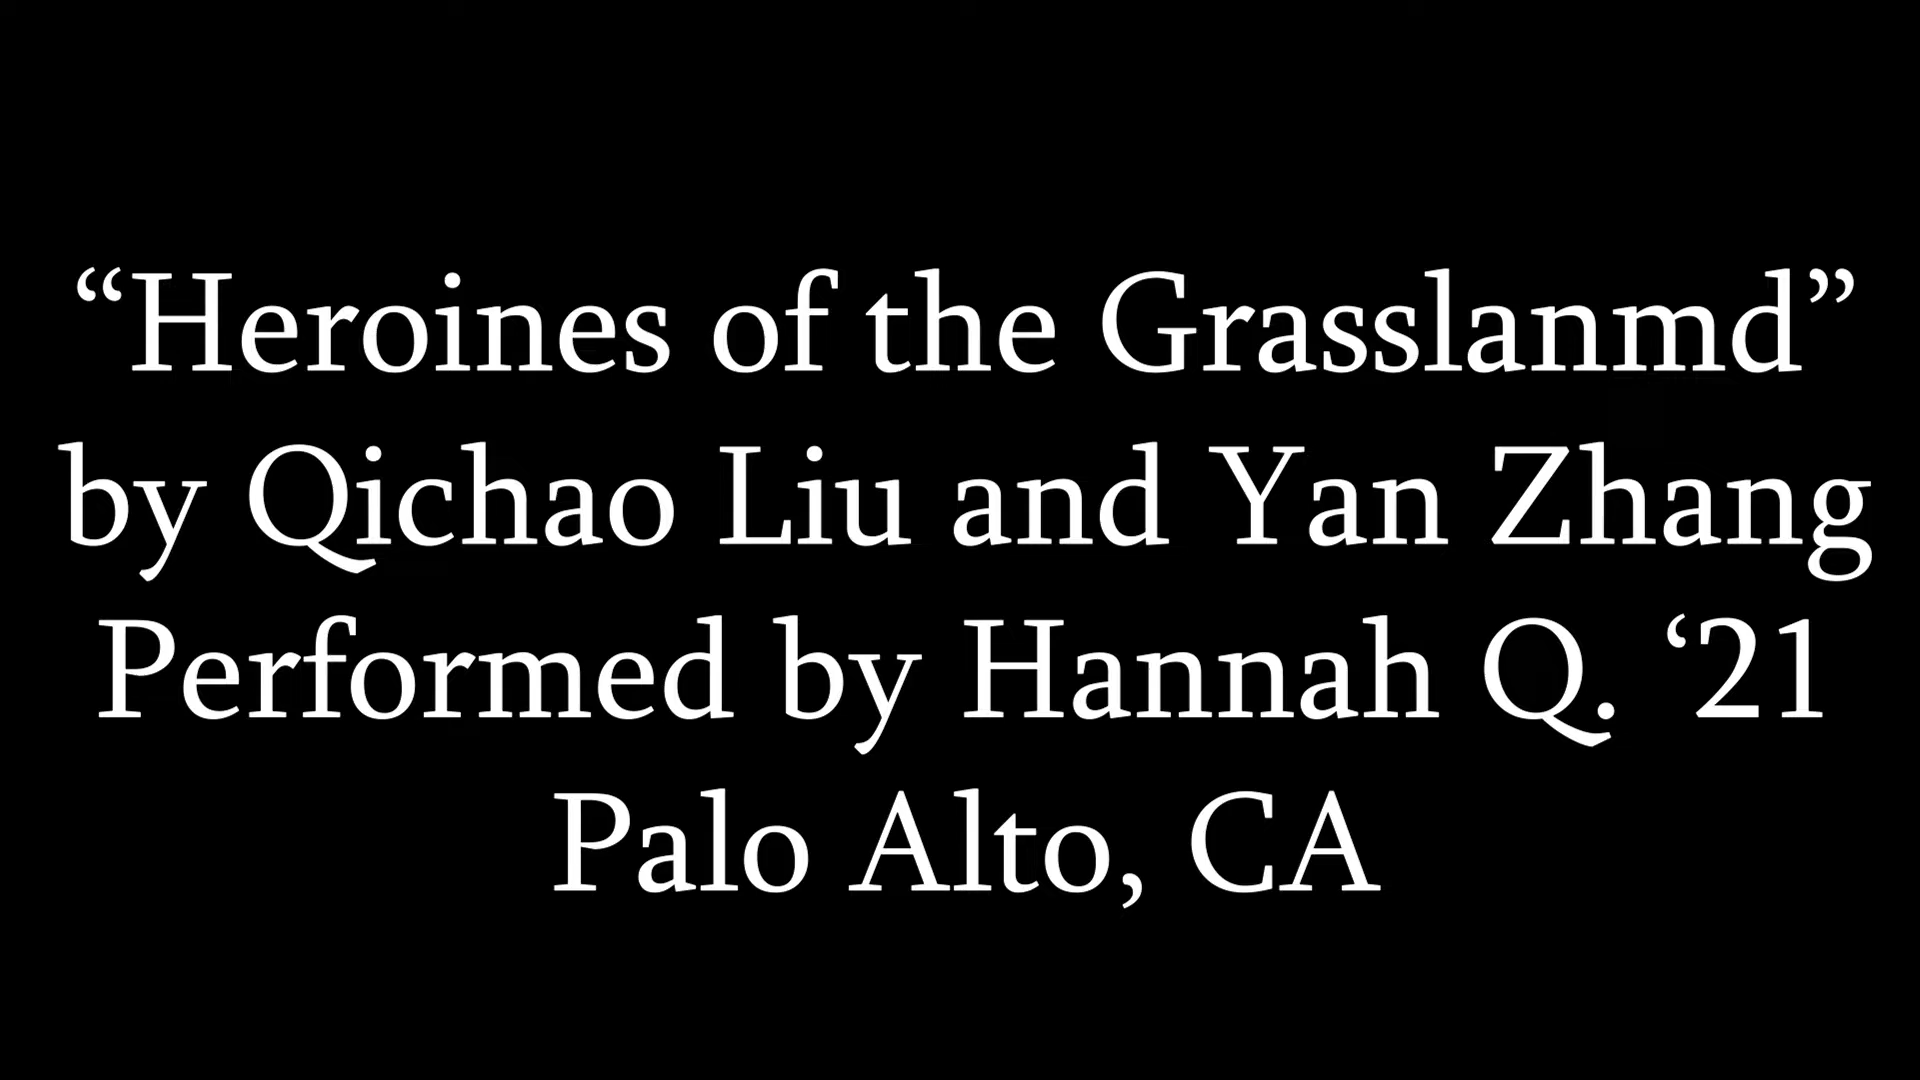 “Heroines of the Grasslanmd”
by Qichao Liu and Yan Zhang
Performed by Hannah Q. ‘21
Palo Alto, CA